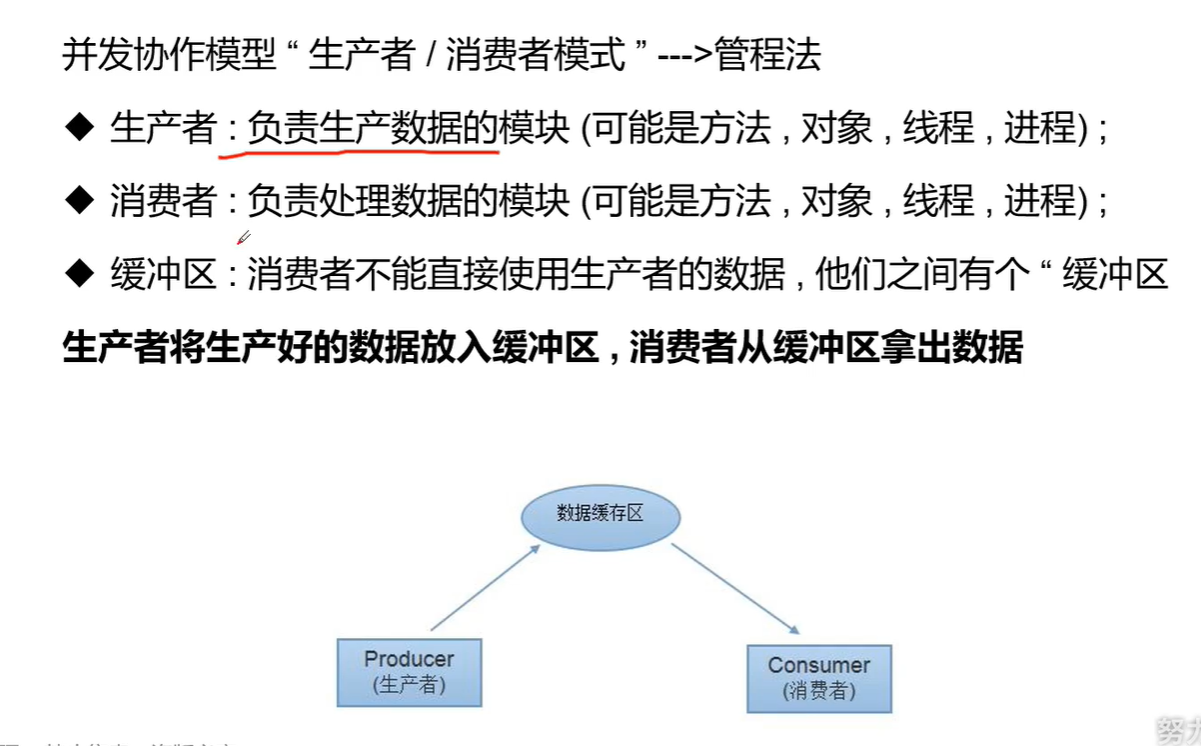 并发协作模型 “ 生产者 / 消费者模式 ” --->管程法
◆ 生产者 : 负责生产数据的模块 (可能是方法 , 对象 , 线程 , 进程) ;
◆ 消费者 : 负责处理数据的模块 (可能是方法 , 对象 , 线程 , 进程) ;
◆ 缓冲区 : 消费者不能直接使用生产者的数据 , 他们之间有个 “ 缓冲区
生产者将生产好的数据放入缓冲区 , 消费者从缓冲区拿出数据
数据缓存区
Producer
(生产者)
Consumer
(消费者)
努